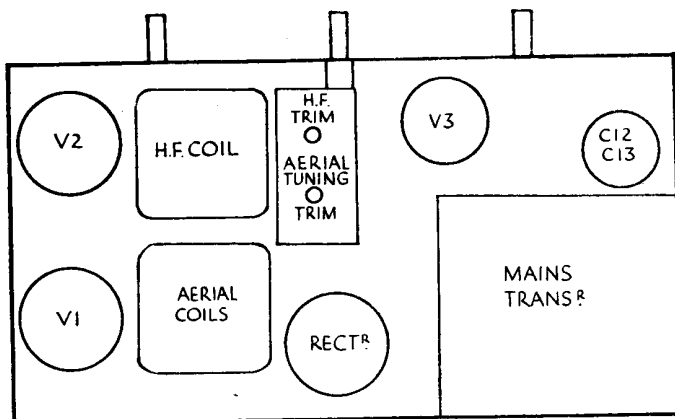 V2
H.F. COIL
H.F.
TRIM
AERIAL
TUNING
TRIM
V3
C12
C13
V1
AERIAL
COILS
RECTR.
MAINS
TRANSR.